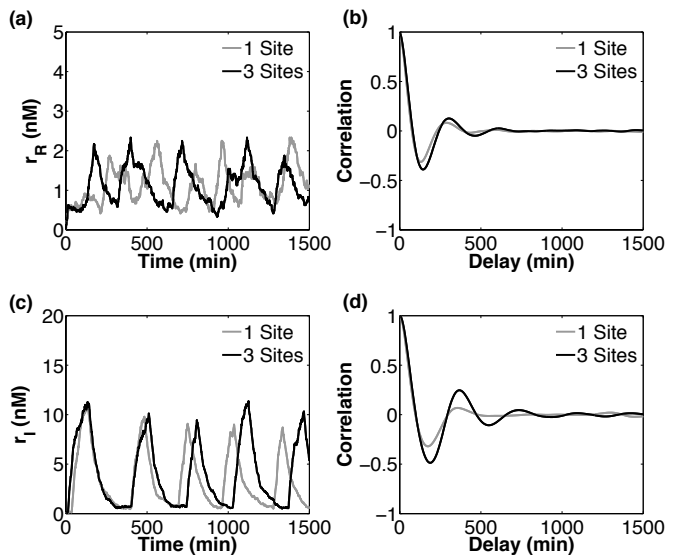 (a)
5
4
3
2
1
0
r_R (nM)
1 Site
3 Sites
0
500
1000
1500
Time (min)
(b)
1
0.5
0
−0.5
−1
Correlation
1 Site
3 Sites
0
500
1000
1500
Delay (min)
(c)
20
15
10
5
0
r_I (nM)
1 Site
3 Sites
0
500
1000
1500
Time (min)
(d)
1
0.5
0
−0.5
−1
Correlation
1 Site
3 Sites
0
500
1000
1500
Delay (min)